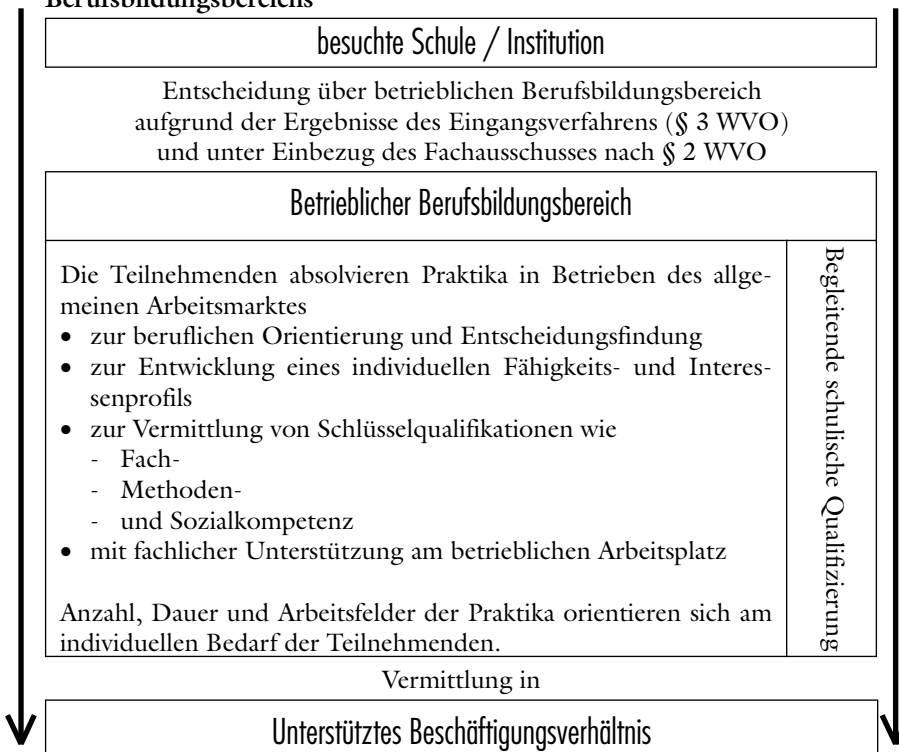 Berufsbildungsbereichs
besuchte Schule / Institution
Entscheidung über betrieblichen Berufsbildungsbereich
aufgrund der Ergebnisse des Eingangsverfahrens (§ 3 WVO)
und unter Einbezug des Fachausschusses nach § 2 WVO
Betrieblicher Berufsbildungsbereich
Die Teilnehmenden absolvieren Praktika in Betrieben des allge-
meinen Arbeitsmarktes
• zur beruflichen Orientierung und Entscheidungsfindung
• zur Entwicklung eines individuellen Fähigkeits- und Interes-
senprofils
• zur Vermittlung von Schlüsselqualifikationen wie
- Fach-
- Methoden-
- und Sozialkompetenz
• mit fachlicher Unterstützung am betrieblichen Arbeitsplatz
Anzahl, Dauer und Arbeitsfelder der Praktika orientieren sich am
individuellen Bedarf der Teilnehmenden.
Begleitende schulische Qualifizierung
Vermittlung in
Unterstütztes Beschäftigungsverhältnis